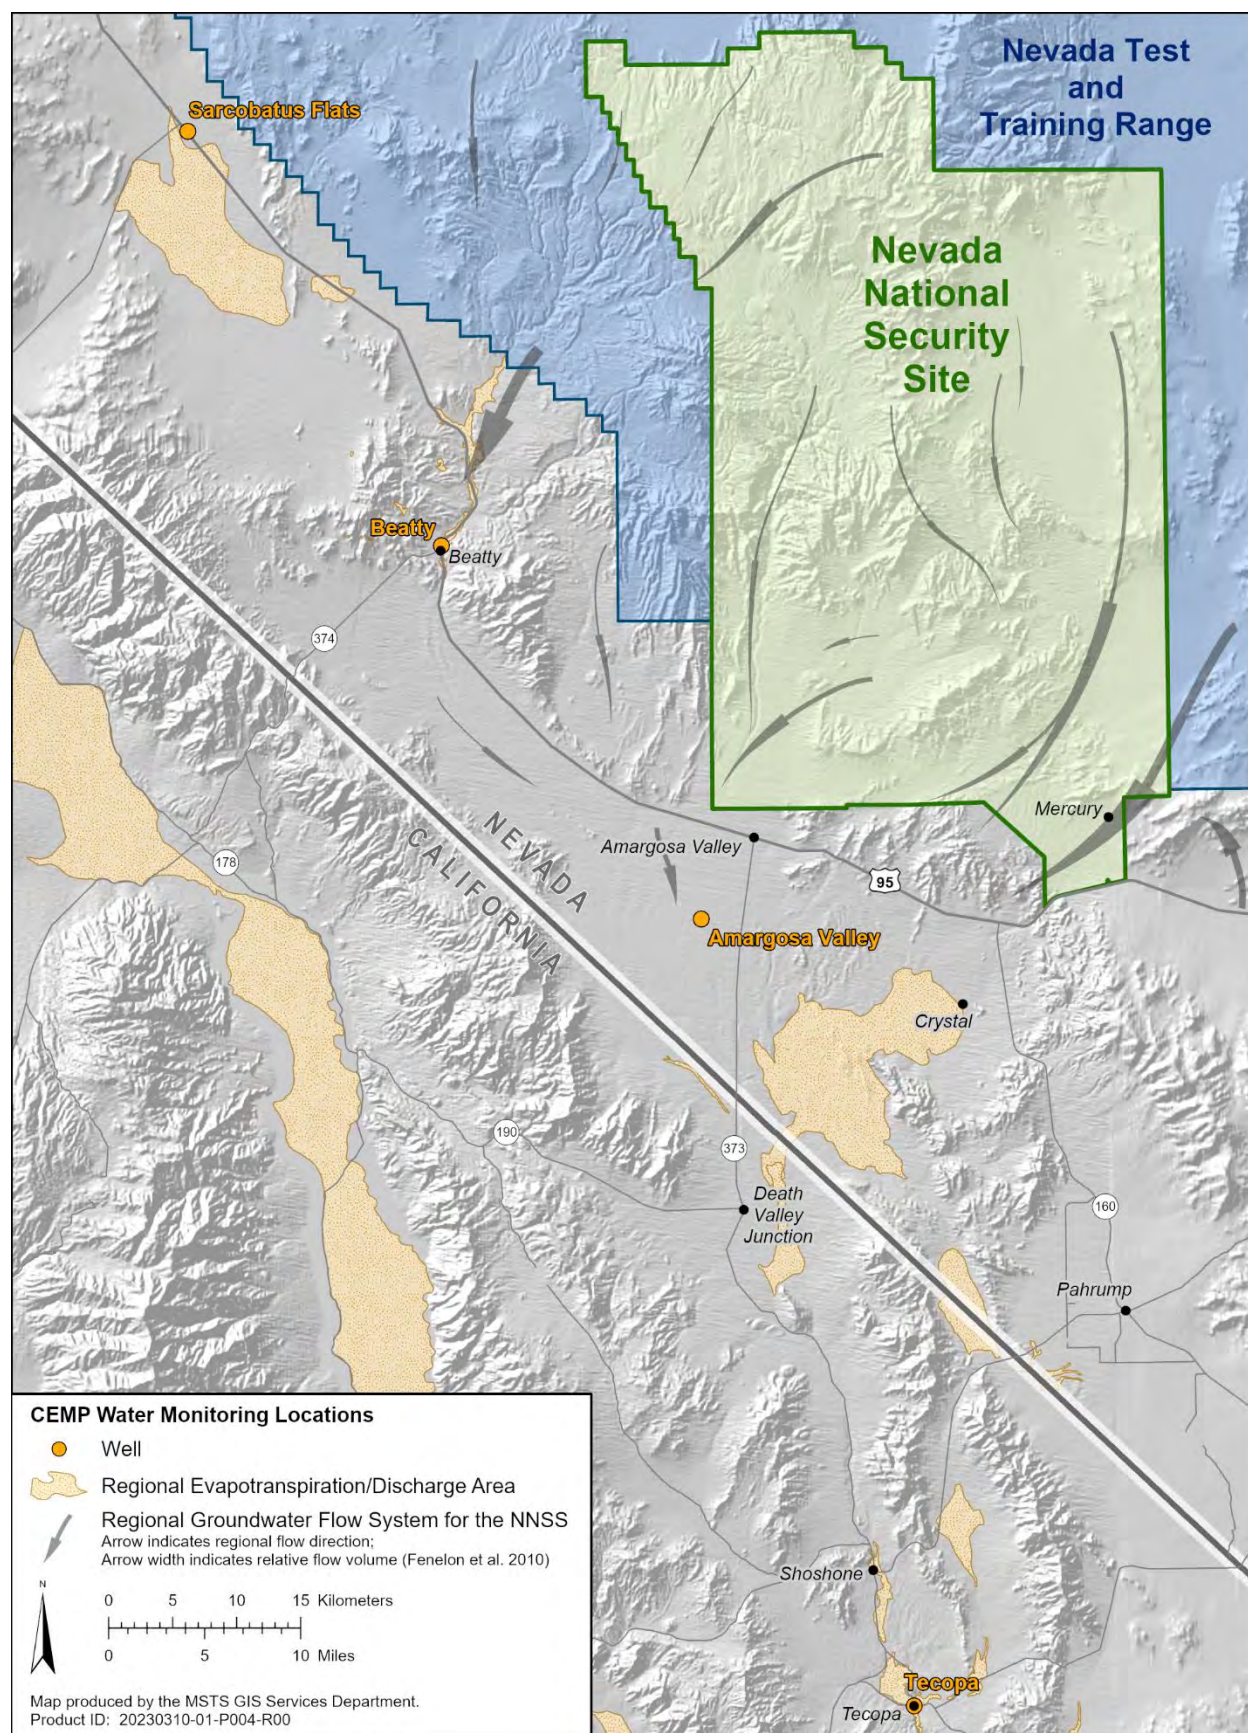 Nevada Test
and
Training Range
Sarcobatus Flats
Nevada
National
Security
Site
Beatty
Beatty
374
Mercury
NEVADA
CALIFORNIA
Amargosa Valley
178
95
Amargosa Valley
Crystal
190
373
Death
Valley
Junction
160
Pahrump
Shoshone
Tecopa
Tecopa
CEMP Water Monitoring Locations
Well
Regional Evapotranspiration/Discharge Area
Regional Groundwater Flow System for the NNSS
Arrow indicates regional flow direction;
Arrow width indicates relative flow volume (Fenelon et al. 2010)
N
0 5 10 15 Kilometers
0 5 10 Miles
Map produced by the MSTS GIS Services Department.
Product ID: 20230310-01-P004-R00